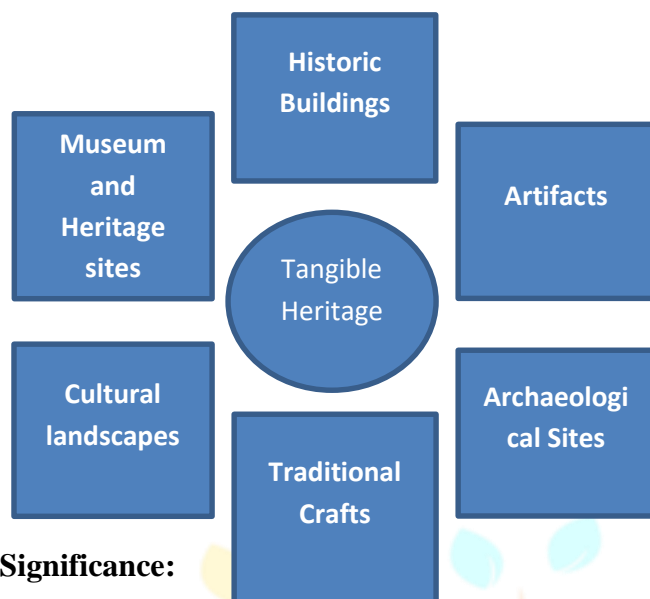 Historic
Buildings
Museum
and
Heritage
sites
Artifacts
Tangible
Heritage
Cultural
landscapes
Archaeologi
cal Sites
Traditional
Crafts
Significance: